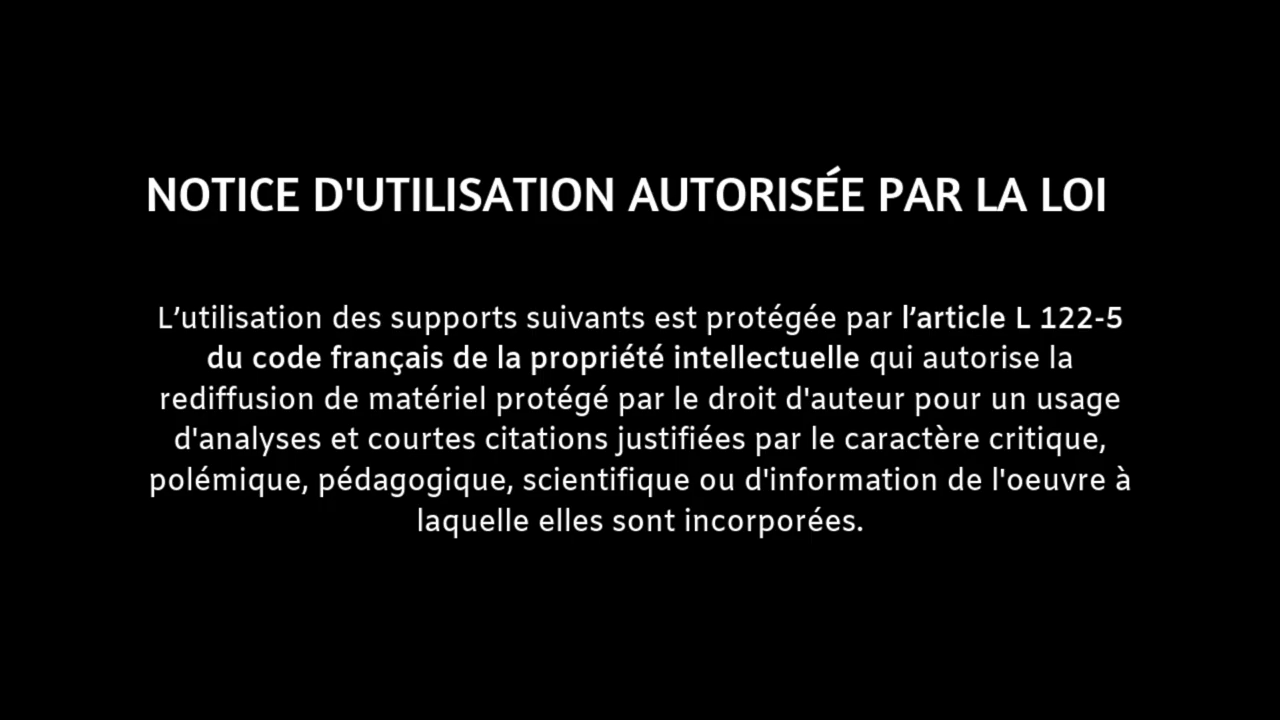 NOTICE D'UTILISATION AUTORISÉE PAR LA LOI
L’utilisation des supports suivants est protégée par l’article L 122-5
du code français de la propriété intellectuelle qui autorise la
rediffusion de matériel protégé par le droit d'auteur pour un usage
d'analyses et courtes citations justifiées par le caractère critique,
polémique, pédagogique, scientifique ou d'information de l'oeuvre à
laquelle elles sont incorporées.